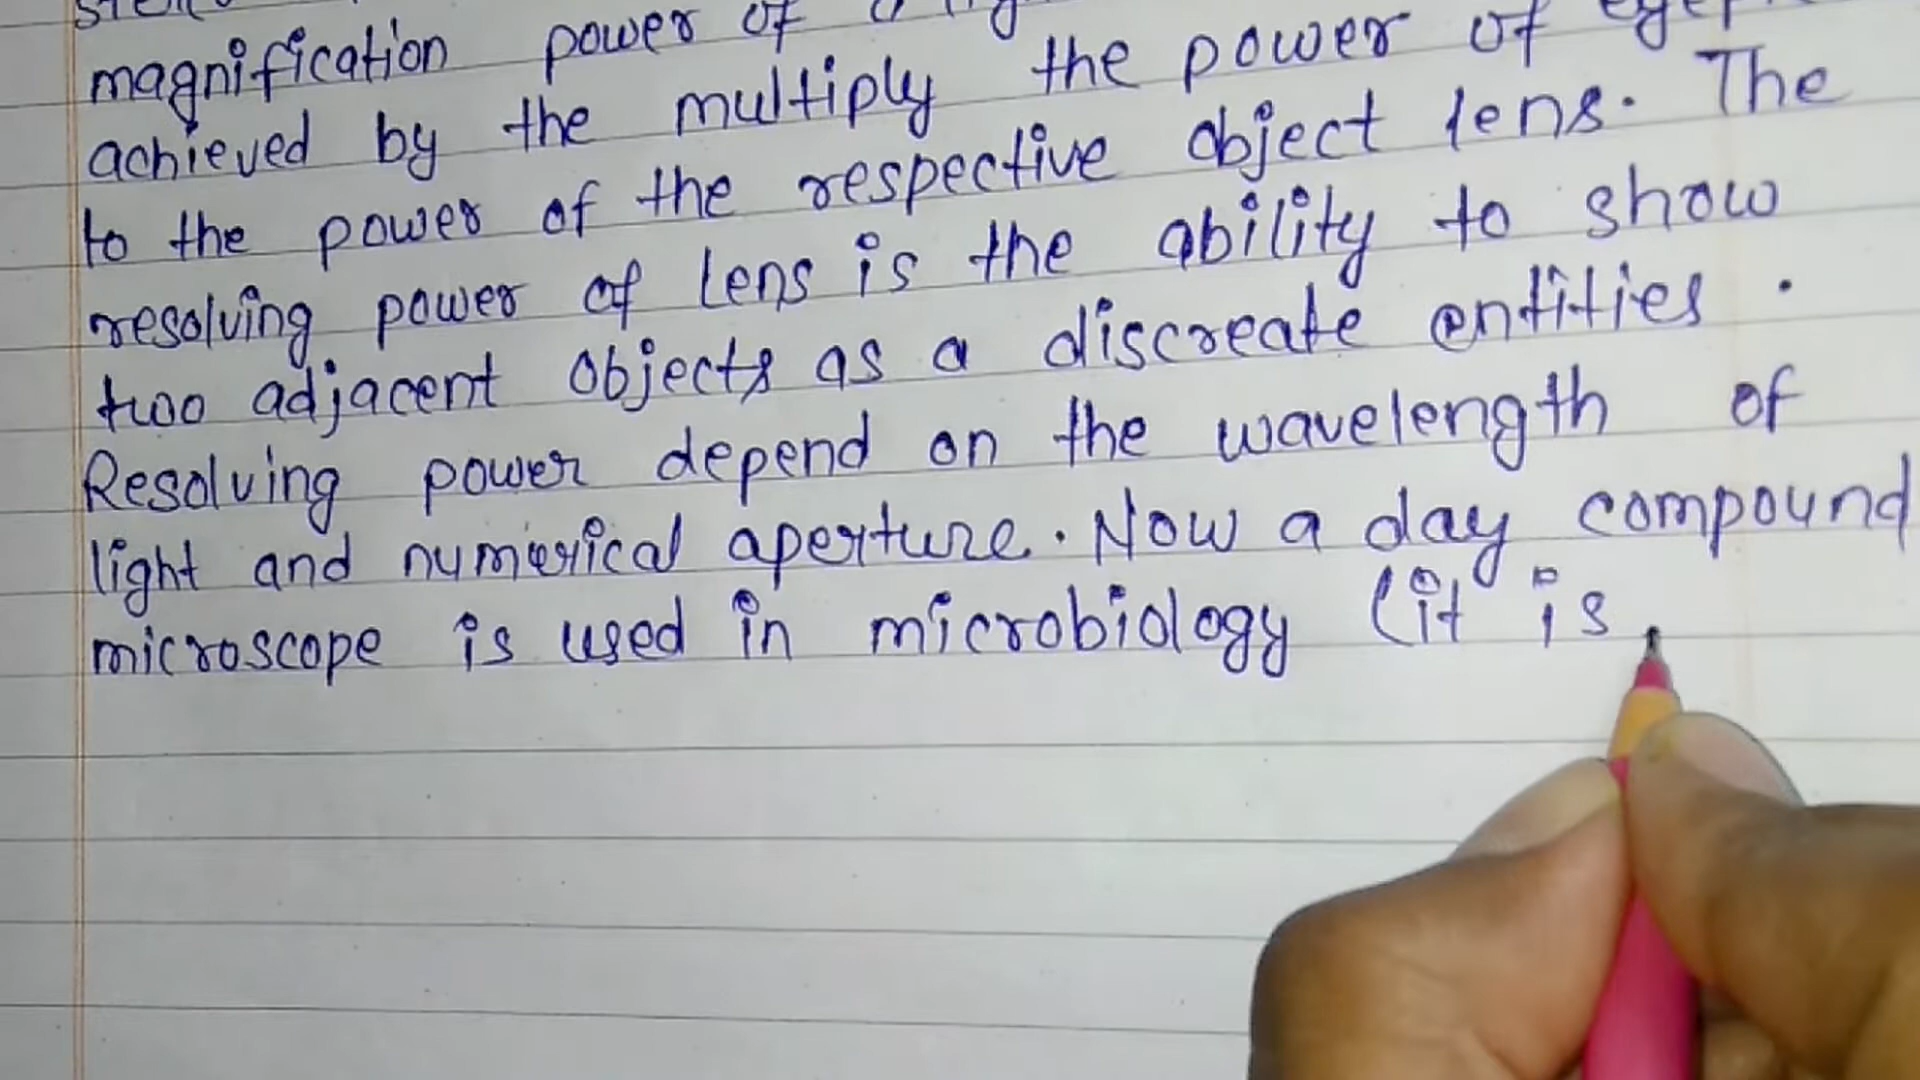 magnification power of a
achieved by the multiply the power of
to the power of the respective object lens. The
resolving power of lens is the ability to show
two adjacent objects as a discreate entities.
Resolving power depend on the wavelength of
light and numerical aperture. Now a day compound
microscope is used in microbiology (it is